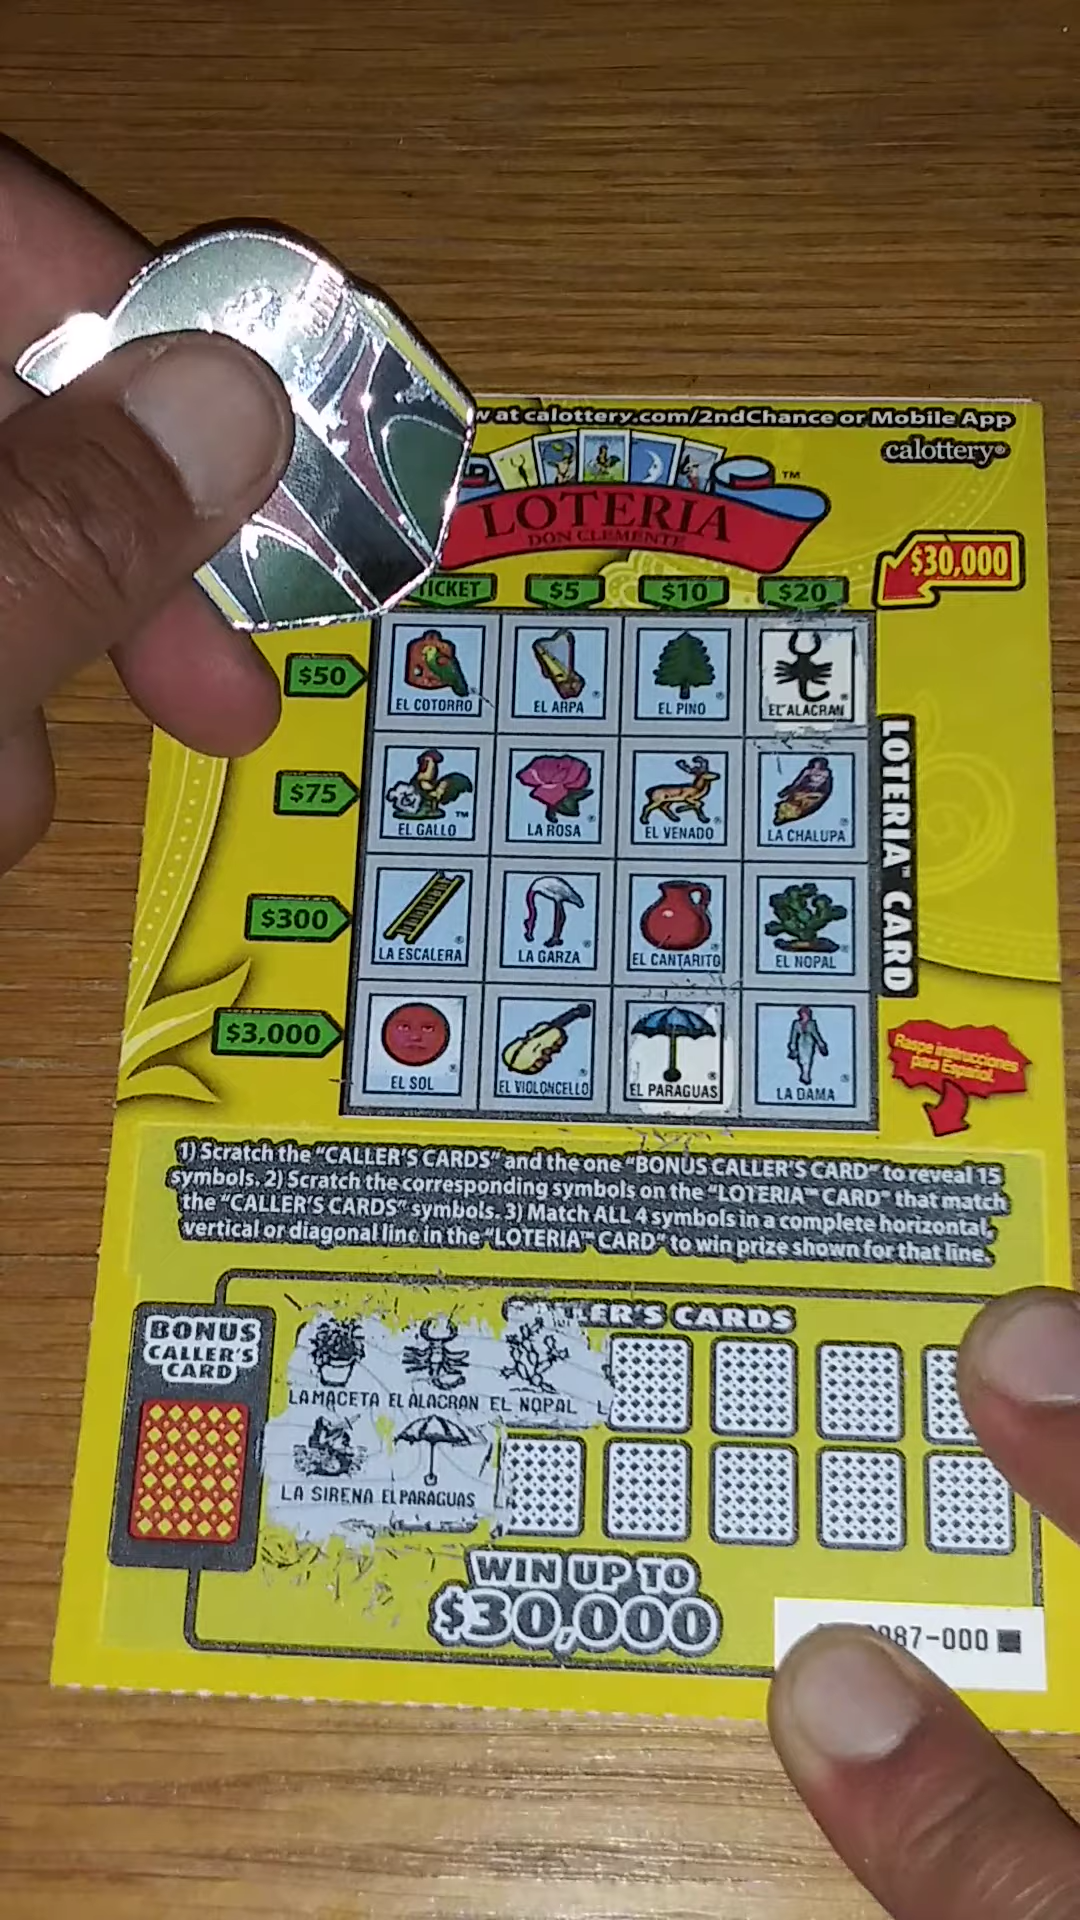 w at calottery.com/2ndChance or Mobile App
calottery®
LOTERIA™
DON CLEMENTE
$30,000
TICKET $5 $10 $20
$50
EL COTORRO EL ARPA EL PINO EL ALACRAN
$75
EL GALLO LA ROSA EL VENADO LA CHALUPA
$300
LA ESCALERA LA GARZA EL CANTARITO EL NOPAL
$3,000
EL SOL EL VIOLONCELLO EL PARAGUAS LA DAMA
LOTERIA™ CARD
Raspe instrucciones
para Español.
1) Scratch the "CALLER'S CARDS" and the one "BONUS CALLER'S CARD" to reveal 15
symbols. 2) Scratch the corresponding symbols on the "LOTERIA™ CARD" that match
the "CALLER'S CARDS" symbols. 3) Match ALL 4 symbols in a complete horizontal,
vertical or diagonal line in the "LOTERIA™ CARD" to win prize shown for that line.
BONUS
CALLER'S
CARD
CALLER'S CARDS
LA MACETA EL ALACRAN EL NOPAL L
LA SIRENA EL PARAGUAS
WIN UP TO
$30,000
087-000